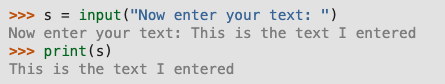 >>> s = input("Now enter your text: ")
Now enter your text: This is the text I entered
>>> print(s)
This is the text I entered